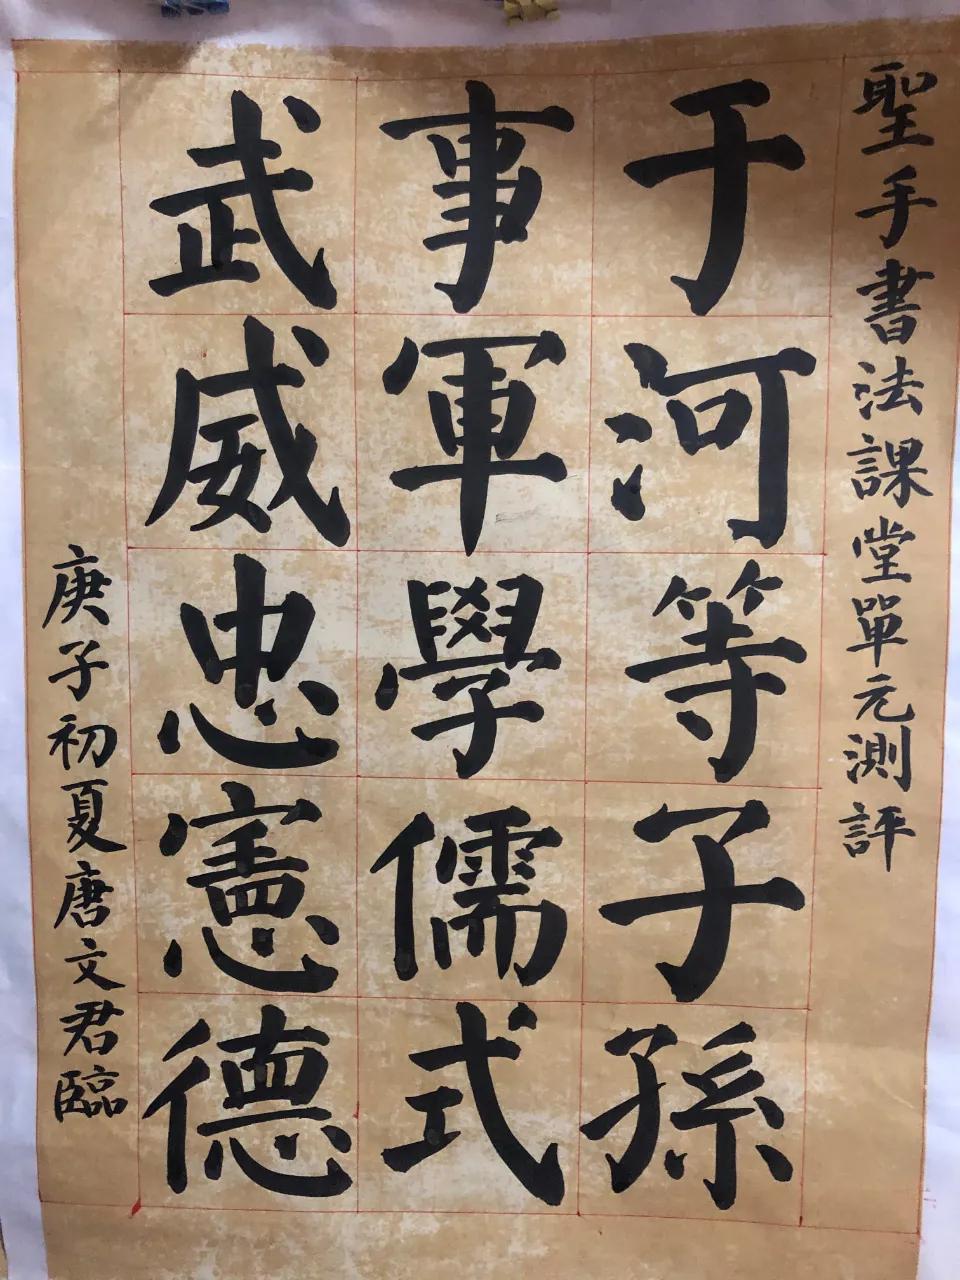 聖手書法課堂單元測評
于河等子孫
事軍學儒式
武威忠憲德
庚子初夏唐文君臨